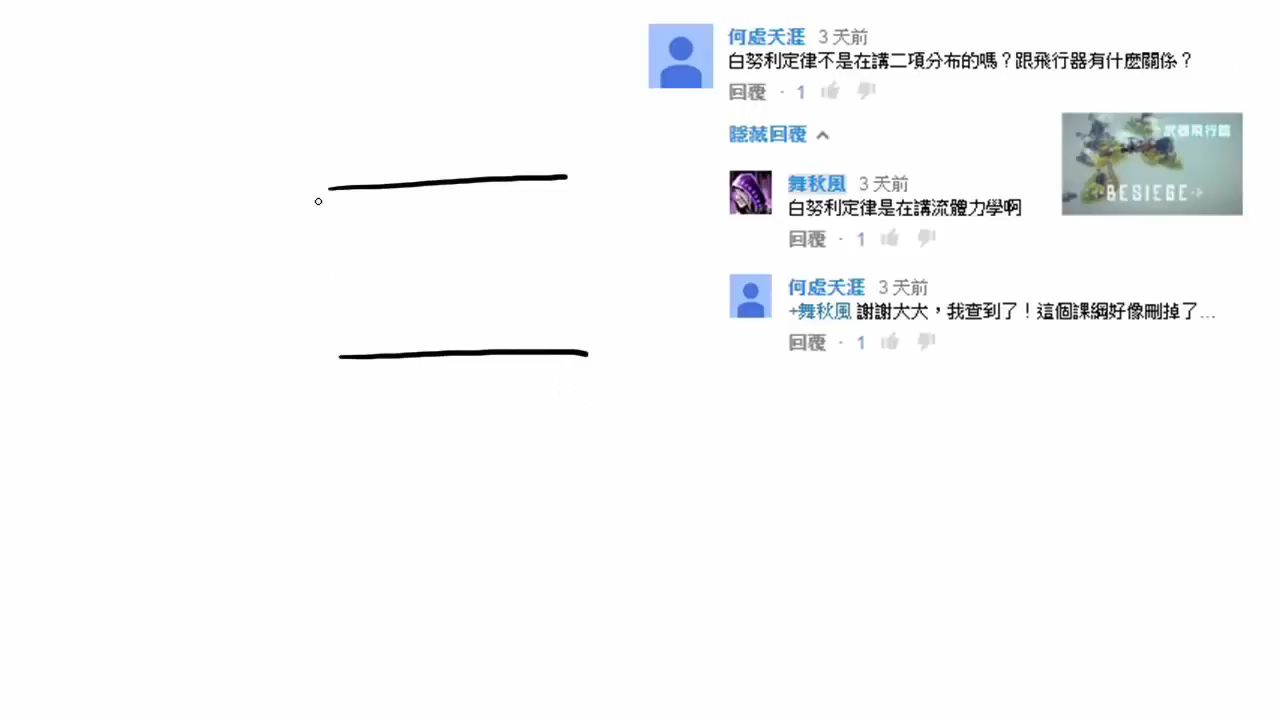 何處天涯 3 天前
白努利定律不是在講二項分布的嗎？跟飛行器有什麼關係？
回覆 · 1
隱藏回覆
舞秋風 3 天前
白努利定律是在講流體力學啊
回覆 · 1
BESIEGE
何處天涯 3 天前
+舞秋風 謝謝大大，我查到了！這個課綱好像刪掉了...
回覆 · 1